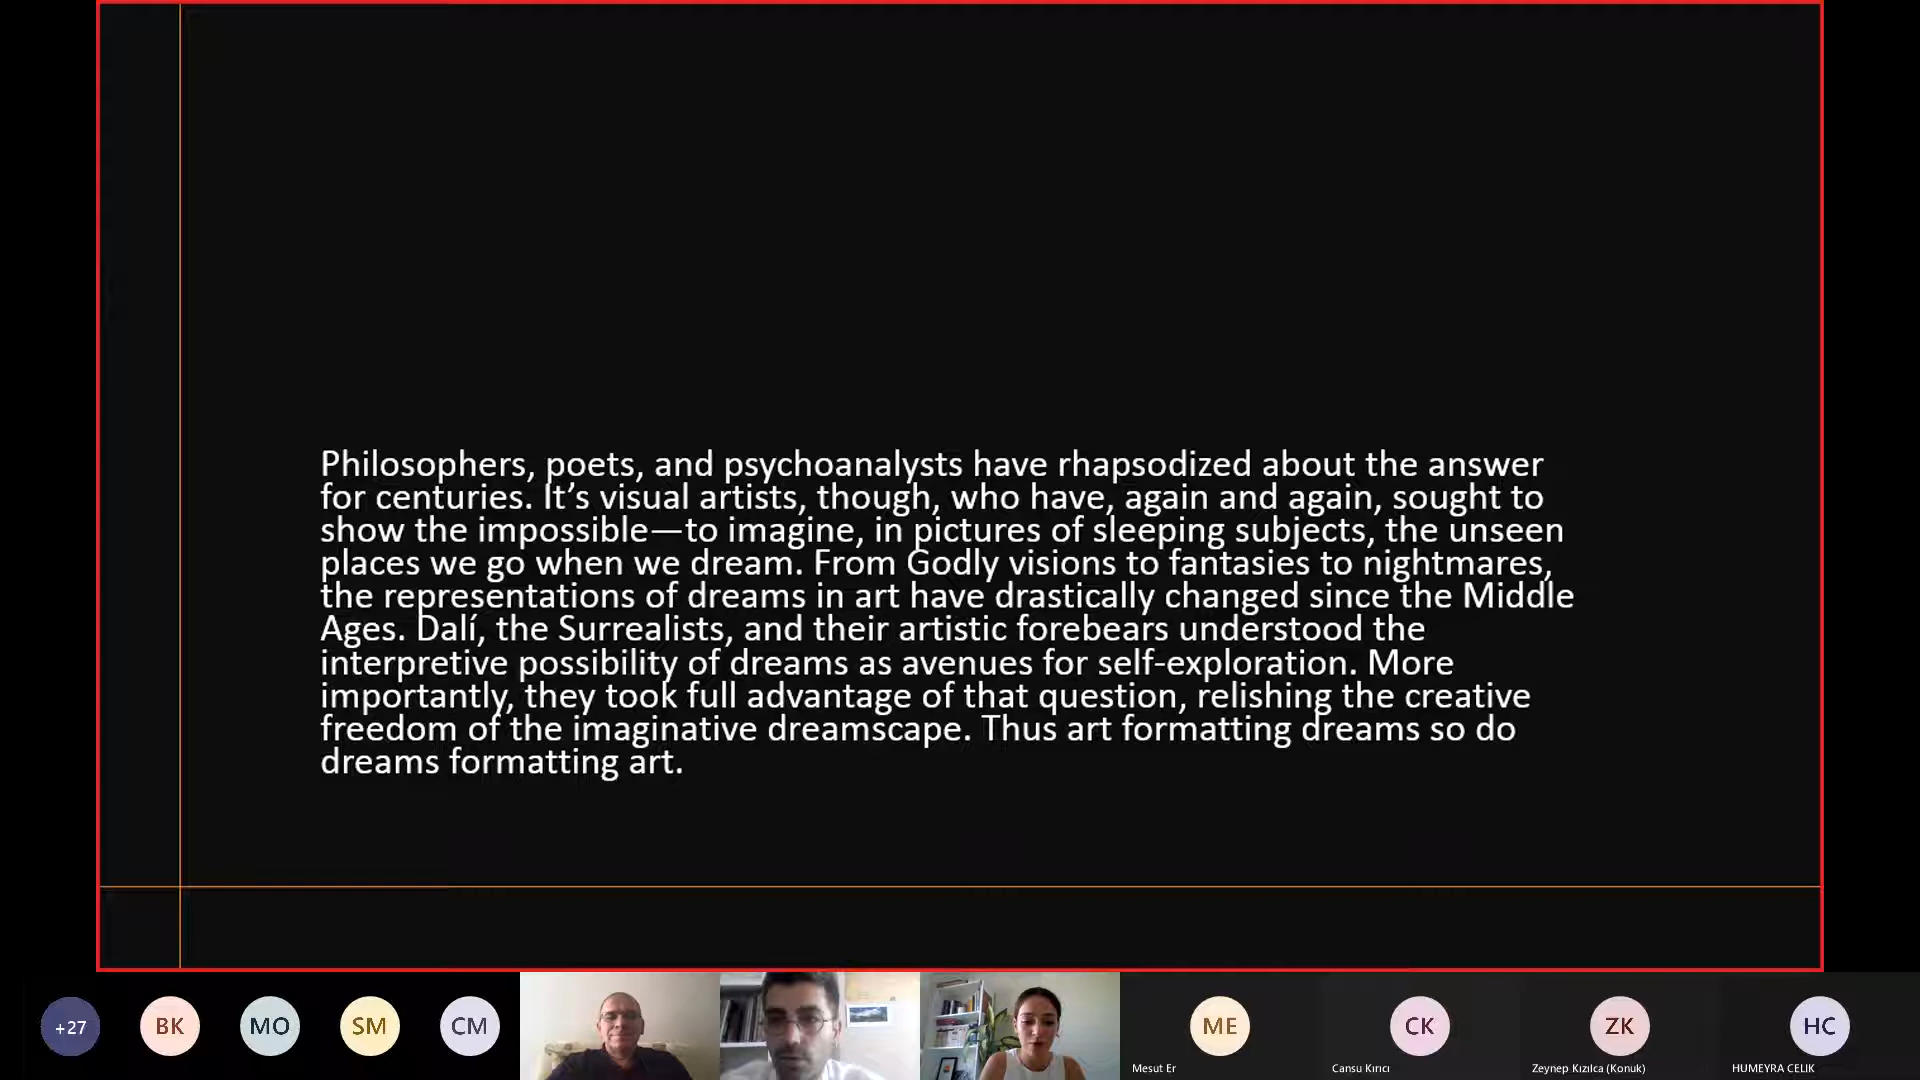 Philosophers, poets, and psychoanalysts have rhapsodized about the answer
for centuries. It’s visual artists, though, who have, again and again, sought to
show the impossible—to imagine, in pictures of sleeping subjects, the unseen
places we go when we dream. From Godly visions to fantasies to nightmares,
the representations of dreams in art have drastically changed since the Middle
Ages. Dalí, the Surrealists, and their artistic forebears understood the
interpretive possibility of dreams as avenues for self-exploration. More
importantly, they took full advantage of that question, relishing the creative
freedom of the imaginative dreamscape. Thus art formatting dreams so do
dreams formatting art.
+27
BK
MO
SM
CM
ME
CK
ZK
HC
Mesut Er
Cansu Kırıcı
Zeynep Kızılca (Konuk)
HUMEYRA CELIK